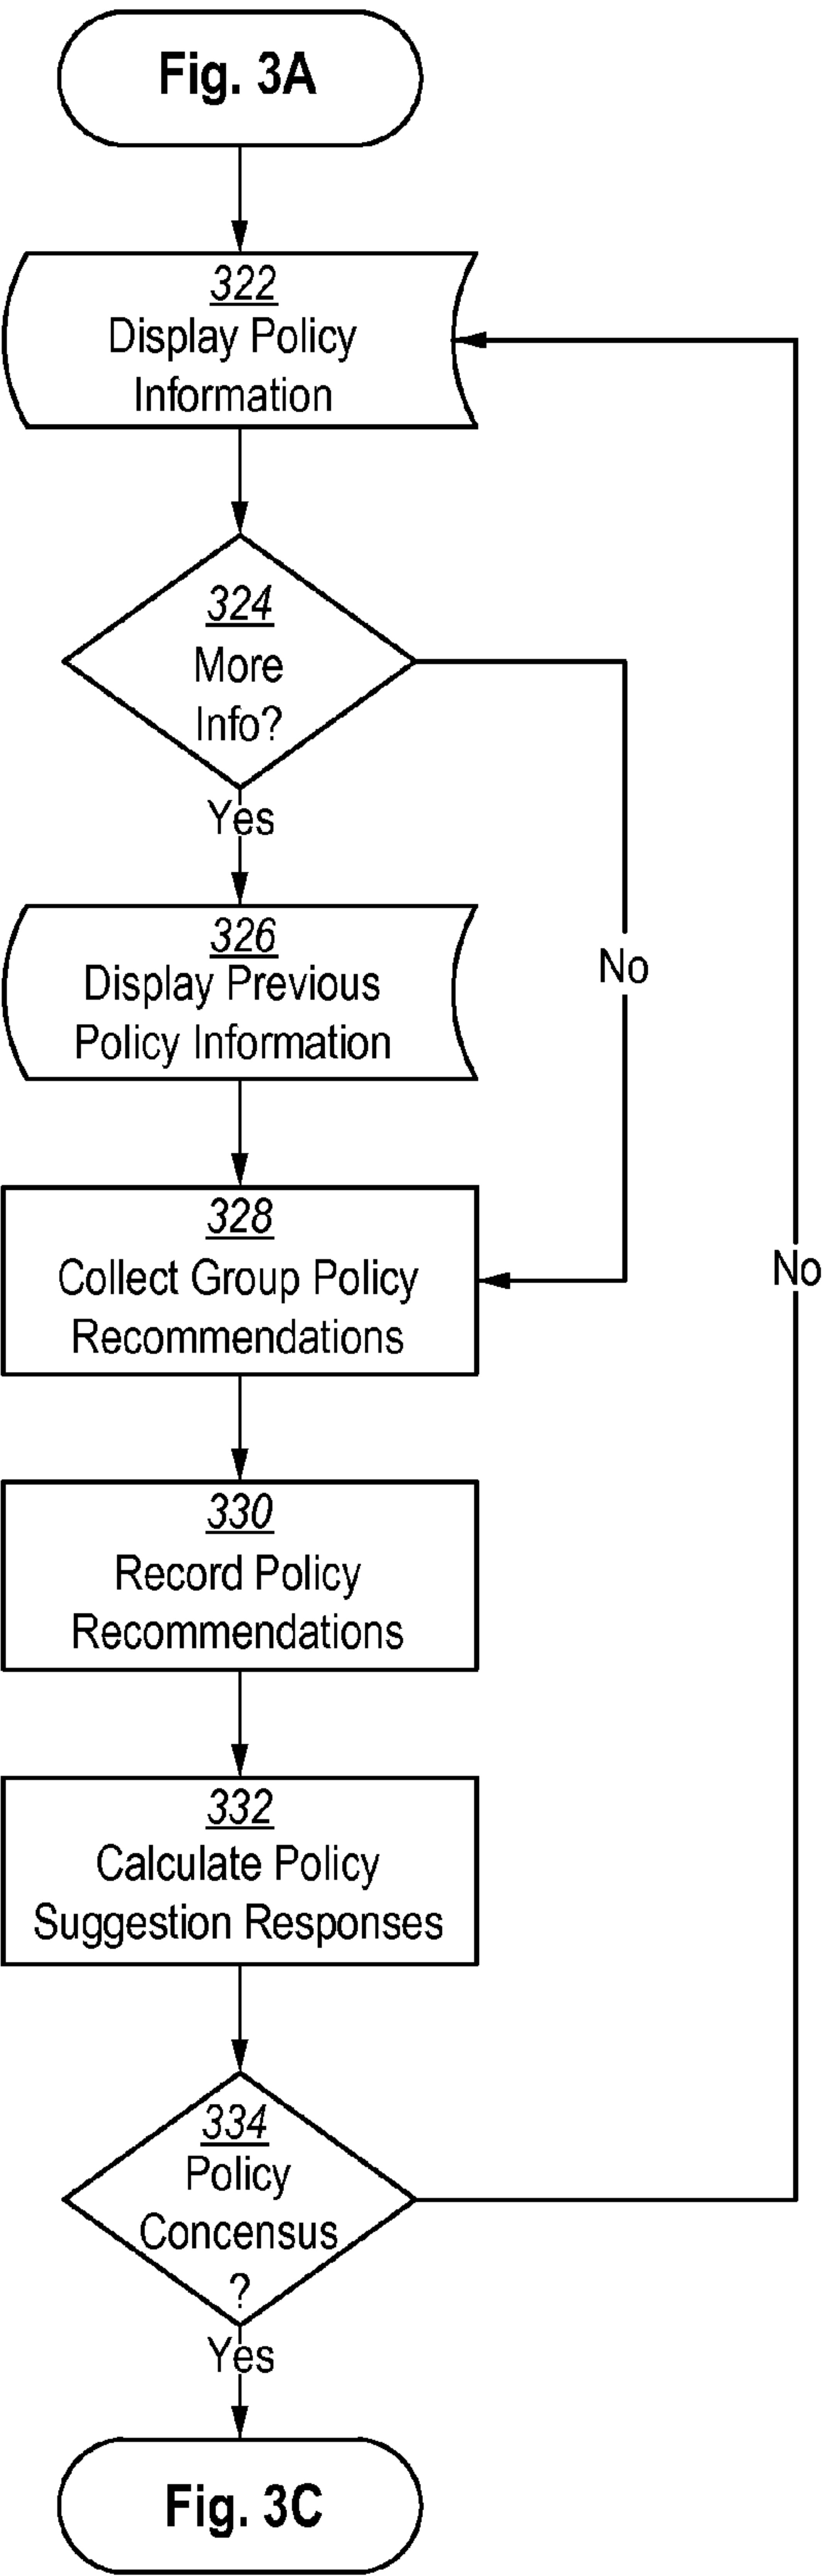 Fig. 3A
322
Display Policy
Information
324
More
Info?
Yes
326
Display Previous
Policy Information
No
328
Collect Group Policy
Recommendations
No
330
Record Policy
Recommendations
332
Calculate Policy
Suggestion Responses
334
Policy
Concensus
?
Yes
Fig. 3C